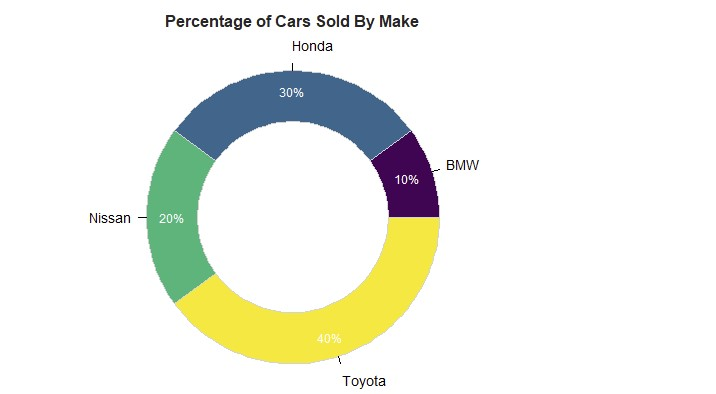 Percentage of Cars Sold By Make
Honda
30%
BMW
10%
Nissan
20%
40%
Toyota